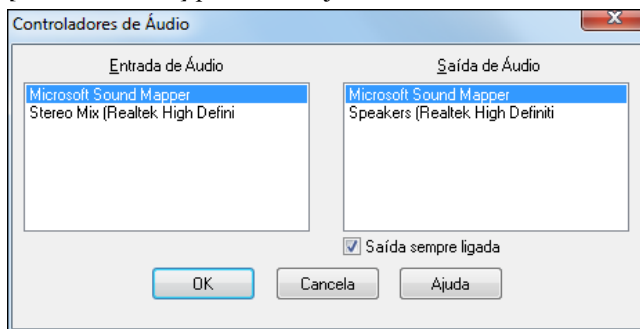 Controladores de Áudio
Entrada de Áudio
Saída de Áudio
Microsoft Sound Mapper
Stereo Mix (Realtek High Defini
Microsoft Sound Mapper
Speakers (Realtek High Definiti
Saída sempre ligada
OK
Cancela
Ajuda